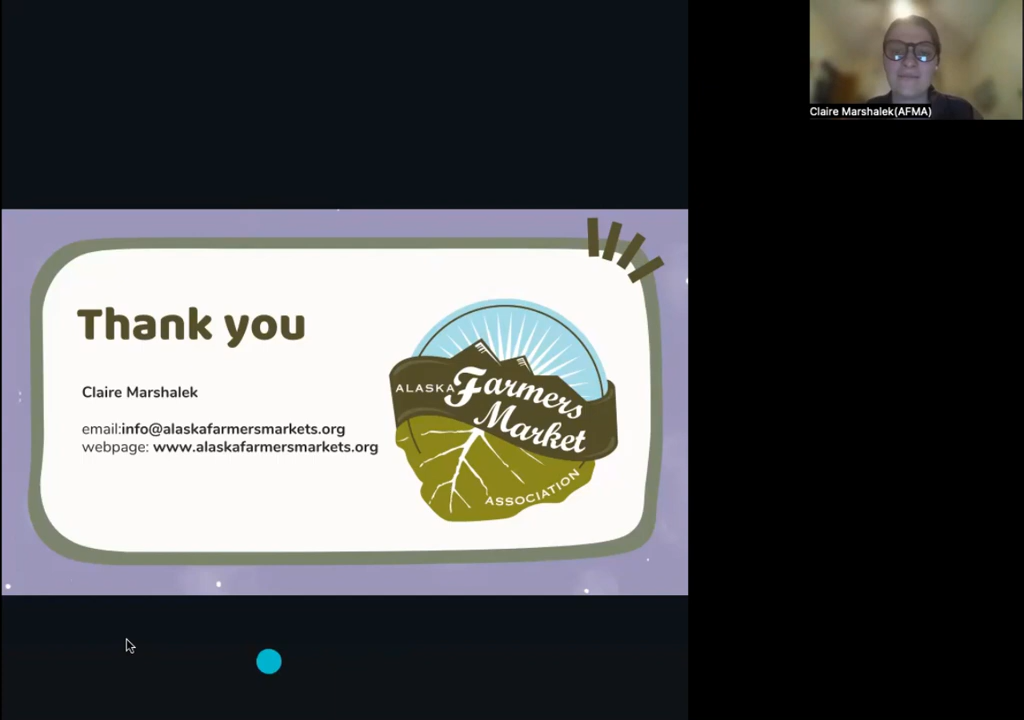 Claire Marshalek(AFMA)
Thank you
Claire Marshalek
email:info@alaskafarmersmarkets.org
webpage: www.alaskafarmersmarkets.org
ALASKA Farmers
Market
ASSOCIATION